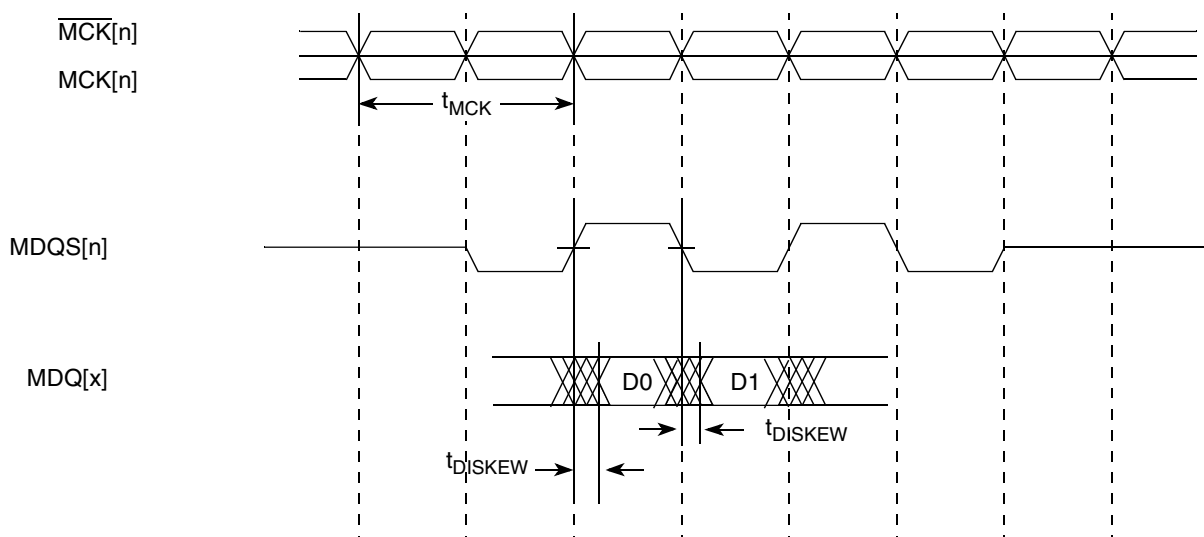 MCK[n]
MCK[n]
tMCK
MDQS[n]
MDQ[x]
D0
D1
tDISKEW
tDISKEW